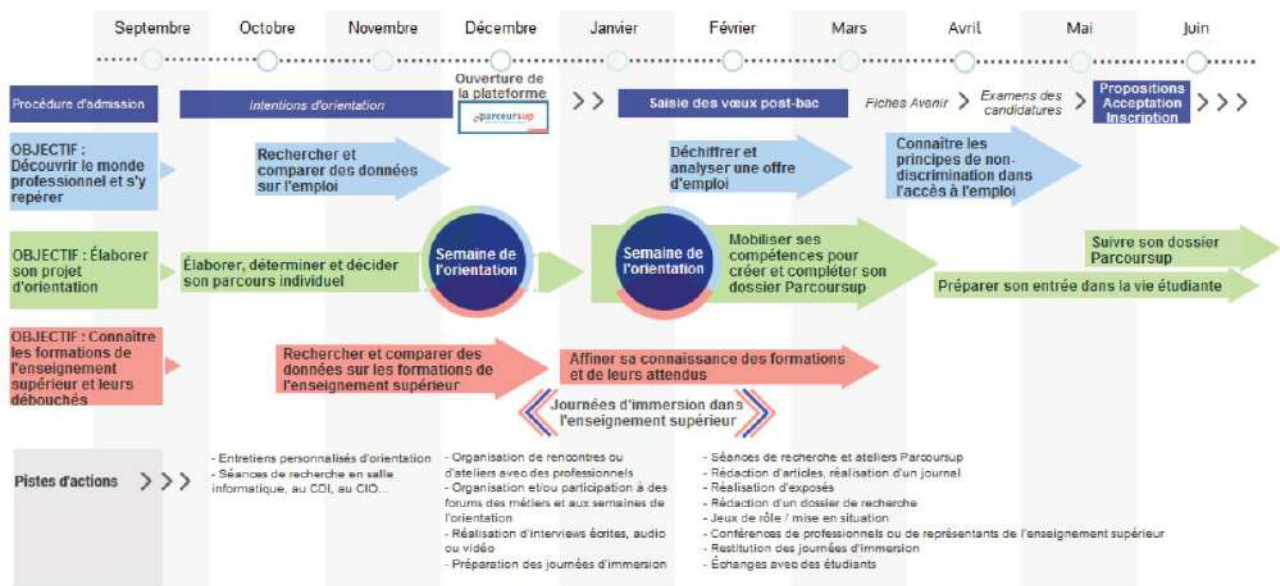 Septembre
Octobre
Novembre
Décembre
Janvier
Février
Mars
Avril
Mai
Juin
Procédure d'admission
Intentions d'orientation
Ouverture de
la plateforme
parcoursup
Saisie des vœux post-bac
Fiches Avenir
Examens des
candidatures
Propositions
Acceptation
Inscription
OBJECTIF :
Découvrir le monde
professionnel et s'y
repérer
Rechercher et
comparer des données
sur l'emploi
Déchiffrer et
analyser une offre
d'emploi
Connaître les
principes de non-
discrimination dans
l'accès à l'emploi
OBJECTIF : Élaborer
son projet
d'orientation
Élaborer, déterminer et décider
son parcours individuel
Semaine de
l'orientation
Semaine de
l'orientation
Mobiliser ses
compétences pour
créer et compléter son
dossier Parcoursup
Suivre son dossier
Parcoursup
Préparer son entrée dans la vie étudiante
OBJECTIF : Connaître
les formations de
l'enseignement
supérieur et leurs
débouchés
Rechercher et comparer des
données sur les formations de
l'enseignement supérieur
Affiner sa connaissance des formations
et de leurs attendus
Journées d'immersion dans
l'enseignement supérieur
Pistes d'actions
- Entretiens personnalisés d'orientation
- Séances de recherche en salle
informatique, au CDI, au CIO...
- Organisation de rencontres ou
d'ateliers avec des professionnels
- Organisation et/ou participation à des
forums des métiers et aux semaines de
l'orientation
- Réalisation d'interviews écrites, audio
ou vidéo
- Préparation des journées d'immersion
- Séances de recherche et ateliers Parcoursup
- Rédaction d'articles, réalisation d'un journal
- Réalisation d'exposés
- Rédaction d'un dossier de recherche
- Jeux de rôle / mise en situation
- Conférences de professionnels ou de représentants de l'enseignement supérieur
- Restitution des journées d'immersion
- Échanges avec des étudiants